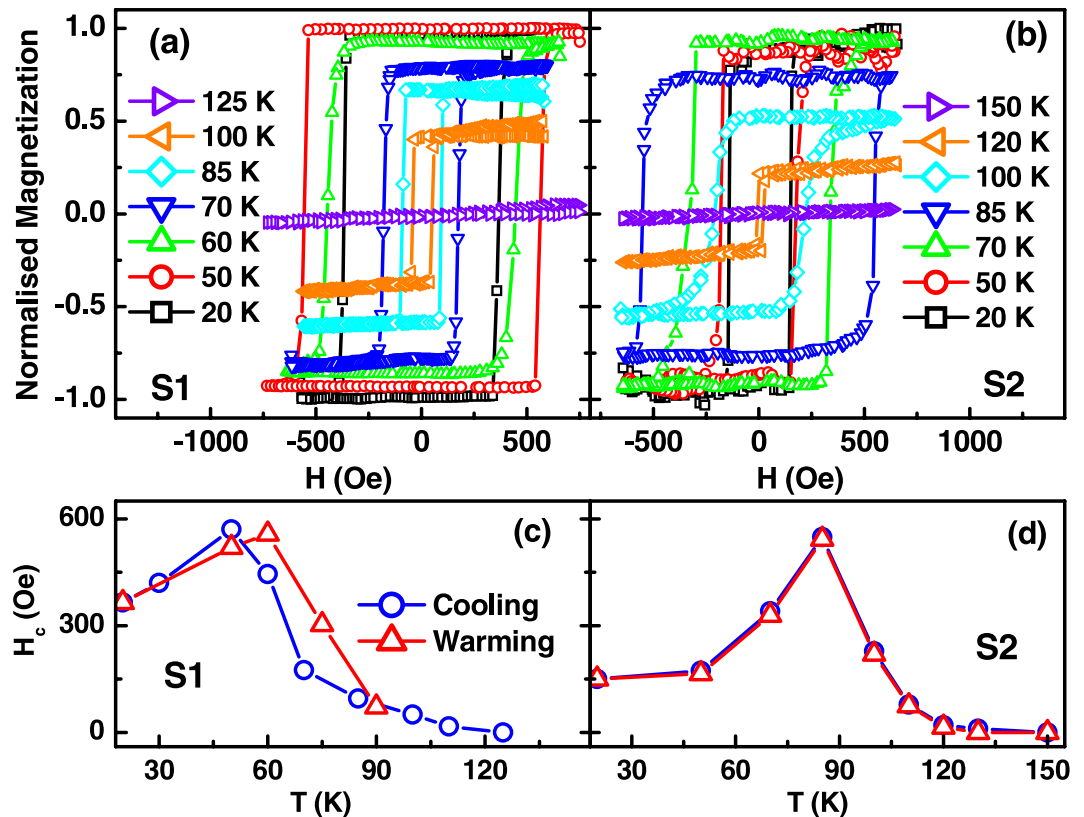 (a)
(b)
1.0
0.5
0.0
-0.5
-1.0
Normalised Magnetization
125 K
100 K
85 K
70 K
60 K
50 K
20 K
S1
150 K
120 K
100 K
85 K
70 K
50 K
20 K
S2
-1000 -500 0 500
-500 0 500 1000
H (Oe)
H (Oe)
(c)
(d)
600
300
0
Hc (Oe)
Cooling
Warming
S1
S2
30 60 90 120
30 60 90 120 150
T (K)
T (K)